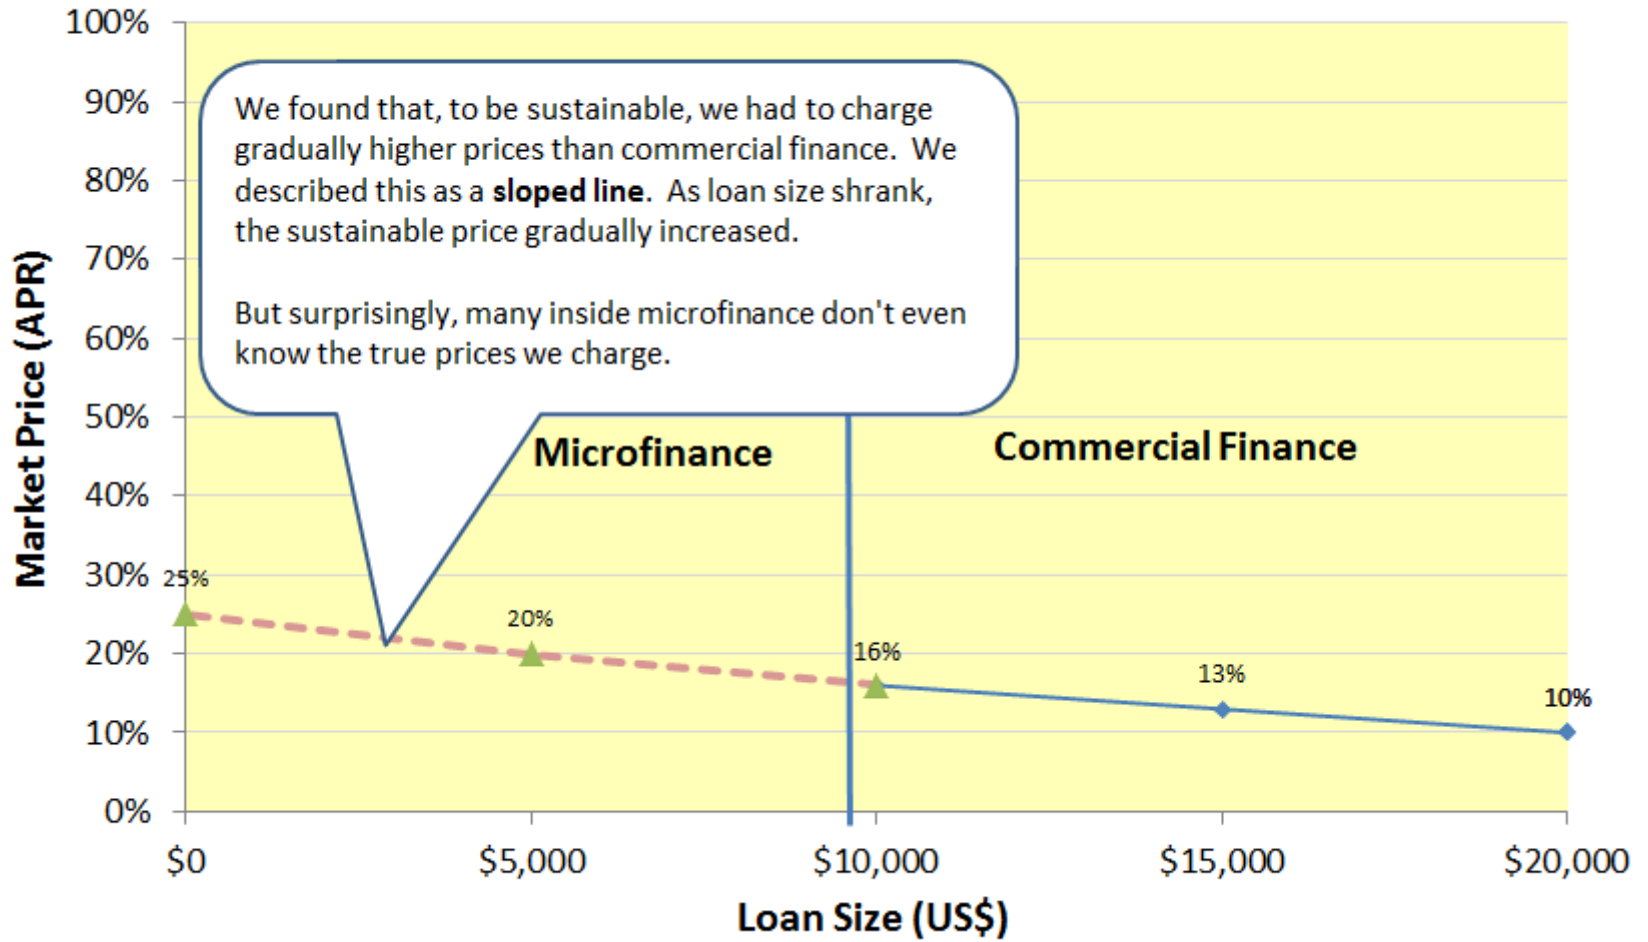 100%
90%
80%
70%
60%
50%
40%
30%
20%
10%
0%
Market Price (APR)
We found that, to be sustainable, we had to charge
gradually higher prices than commercial finance.  We
described this as a sloped line.  As loan size shrank,
the sustainable price gradually increased.
But surprisingly, many inside microfinance don't even
know the true prices we charge.
Microfinance
Commercial Finance
25%
20%
16%
13%
10%
$0
$5,000
$10,000
$15,000
$20,000
Loan Size (US$)